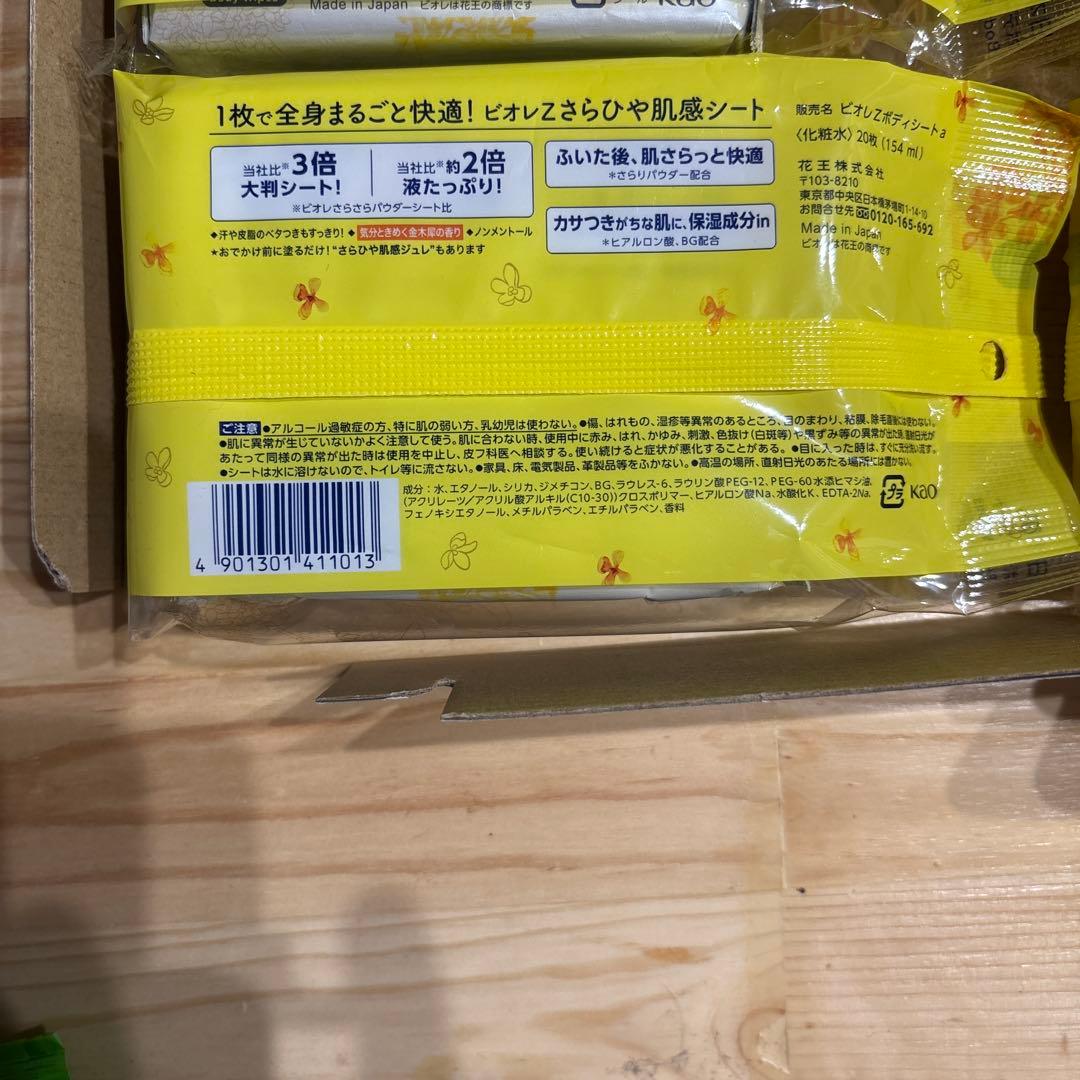 Made in Japan
ビオレは花王の商標です
Kao
1枚で全身まるごと快適! ビオレZさらひや肌感シート
当社比※3倍
大判シート!
当社比※約2倍
液たっぷり!
※ビオレさらさらパウダーシート比
ふいた後、肌さらっと快適
*さらりパウダー配合
カサつきがちな肌に、保湿成分in
*ヒアルロン酸、BG配合
◆汗や皮脂のベタつきもすっきり! ◆気分ときめく金木犀の香り ◆ノンメントール
★おでかけ前に塗るだけ!“さらひや肌感ジュレ”もあります
販売名 ビオレZボディシートa
〈化粧水〉20枚(154 ml)
花王株式会社
〒103-8210
東京都中央区日本橋茅場町1-14-10
お問合せ先 0120-165-692
Made in Japan
ビオレは花王の商標です
ご注意 ●アルコール過敏症の方、特に肌の弱い方、乳幼児は使わない。●傷、はれもの、湿疹等異常のあるところ、目のまわり、粘膜、除毛直後には使わない。
●肌に異常が生じていないかよく注意して使う。肌に合わない時、使用中に赤み、はれ、かゆみ、刺激、色抜け(白斑等)や黒ずみ等の異常が出た時、直射日光が
あたって同様の異常が出た時は使用を中止し、皮フ科医へ相談する。使い続けると症状が悪化することがある。●目に入った時は、すぐに充分洗い流す。
●シートは水に溶けないので、トイレ等に流さない。●家具、床、電気製品、革製品等をふかない。●高温の場所、直射日光のあたる場所には置かない。
成分:水、エタノール、シリカ、ジメチコン、BG、ラウレス-6、ラウリン酸PEG-12、PEG-60水添ヒマシ油、
(アクリレーツ/アクリル酸アルキル(C10-30))クロスポリマー、ヒアルロン酸Na、水酸化K、EDTA-2Na、
フェノキシエタノール、メチルパラベン、エチルパラベン、香料
プラ
Kao
4 901301 411013